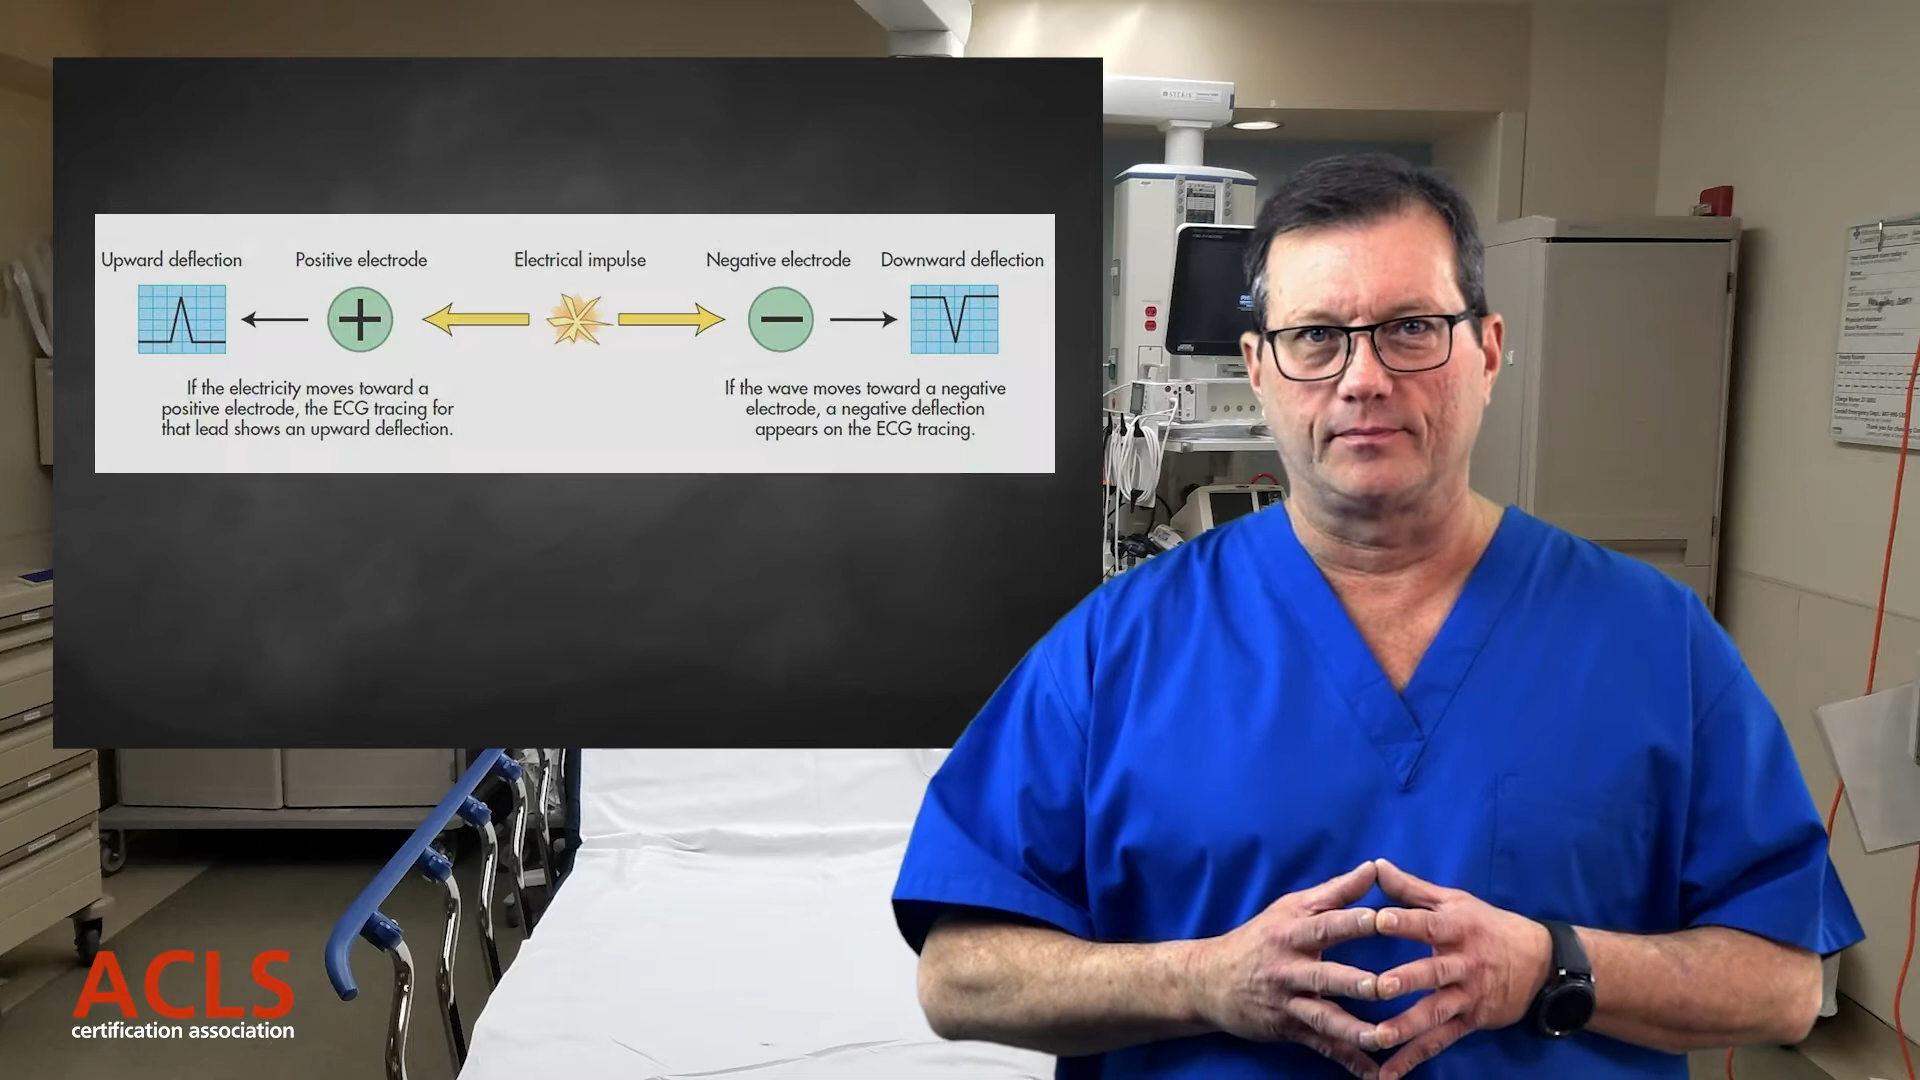 Upward deflection
Positive electrode
Electrical impulse
Negative electrode
Downward deflection
If the electricity moves toward a
positive electrode, the ECG tracing for
that lead shows an upward deflection.
If the wave moves toward a negative
electrode, a negative deflection
appears on the ECG tracing.
ACLS
certification association